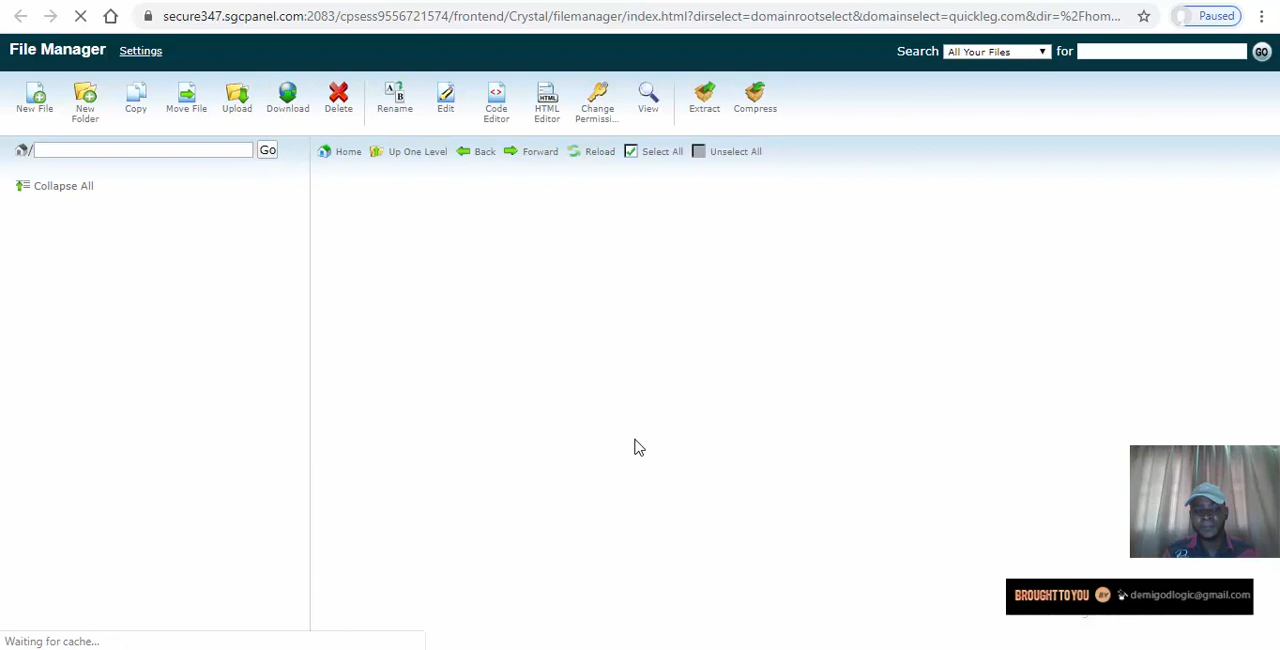 secure347.sgcpanel.com:2083/cpsess9556721574/frontend/Crystal/filemanager/index.html?dirselect=domainrootselect&domainselect=quickleg.com&dir=%2Fhom...
Paused
File Manager Settings
Search All Your Files for GO
New File
New Folder
Copy
Move File
Upload
Download
Delete
Rename
Edit
Code Editor
HTML Editor
Change Permissi...
View
Extract
Compress
/ Go
Home Up One Level Back Forward Reload Select All Unselect All
Collapse All
BROUGHT TO YOU BY demigodlogic@gmail.com
Waiting for cache...